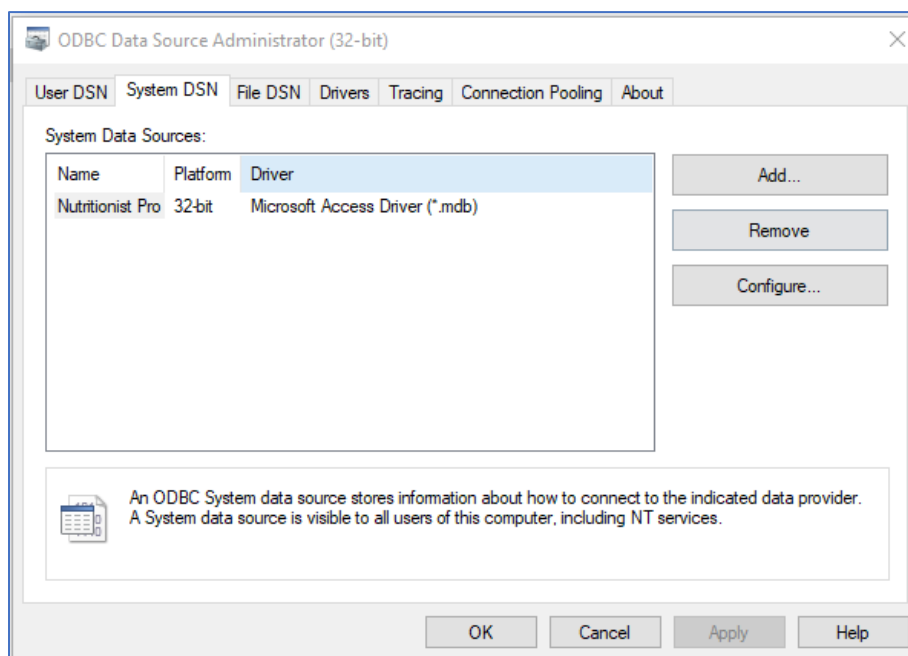 ODBC Data Source Administrator (32-bit)
User DSN System DSN File DSN Drivers Tracing Connection Pooling About
System Data Sources:
Name Platform Driver
Nutritionist Pro 32-bit Microsoft Access Driver (*.mdb)
Add...
Remove
Configure...
An ODBC System data source stores information about how to connect to the indicated data provider.
A System data source is visible to all users of this computer, including NT services.
OK Cancel Apply Help